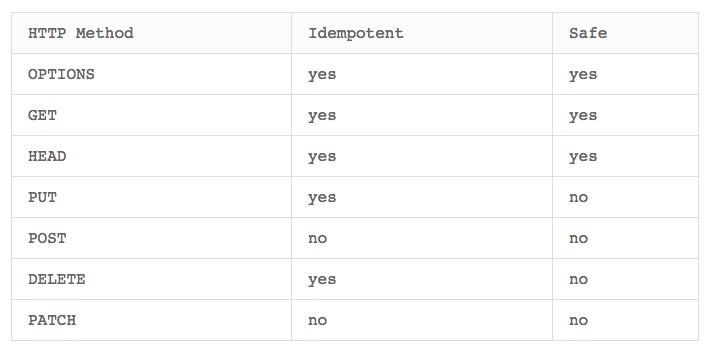 HTTP Method Idempotent Safe
OPTIONS yes yes
GET yes yes
HEAD yes yes
PUT yes no
POST no no
DELETE yes no
PATCH no no